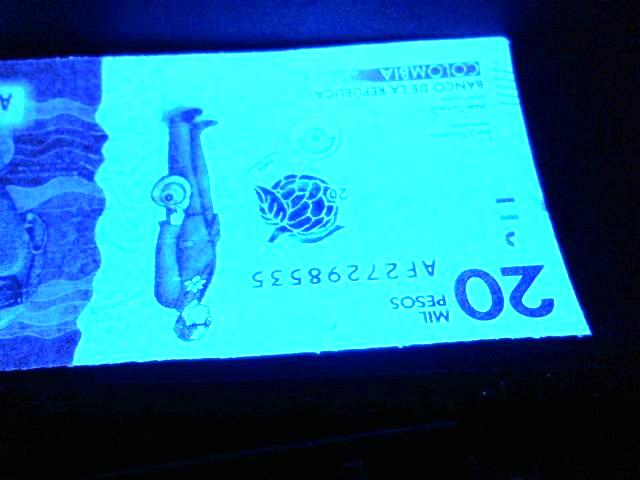 20
MIL
PESOS
AF27298535
BANCO DE LA REPÚBLICA
COLOMBIA